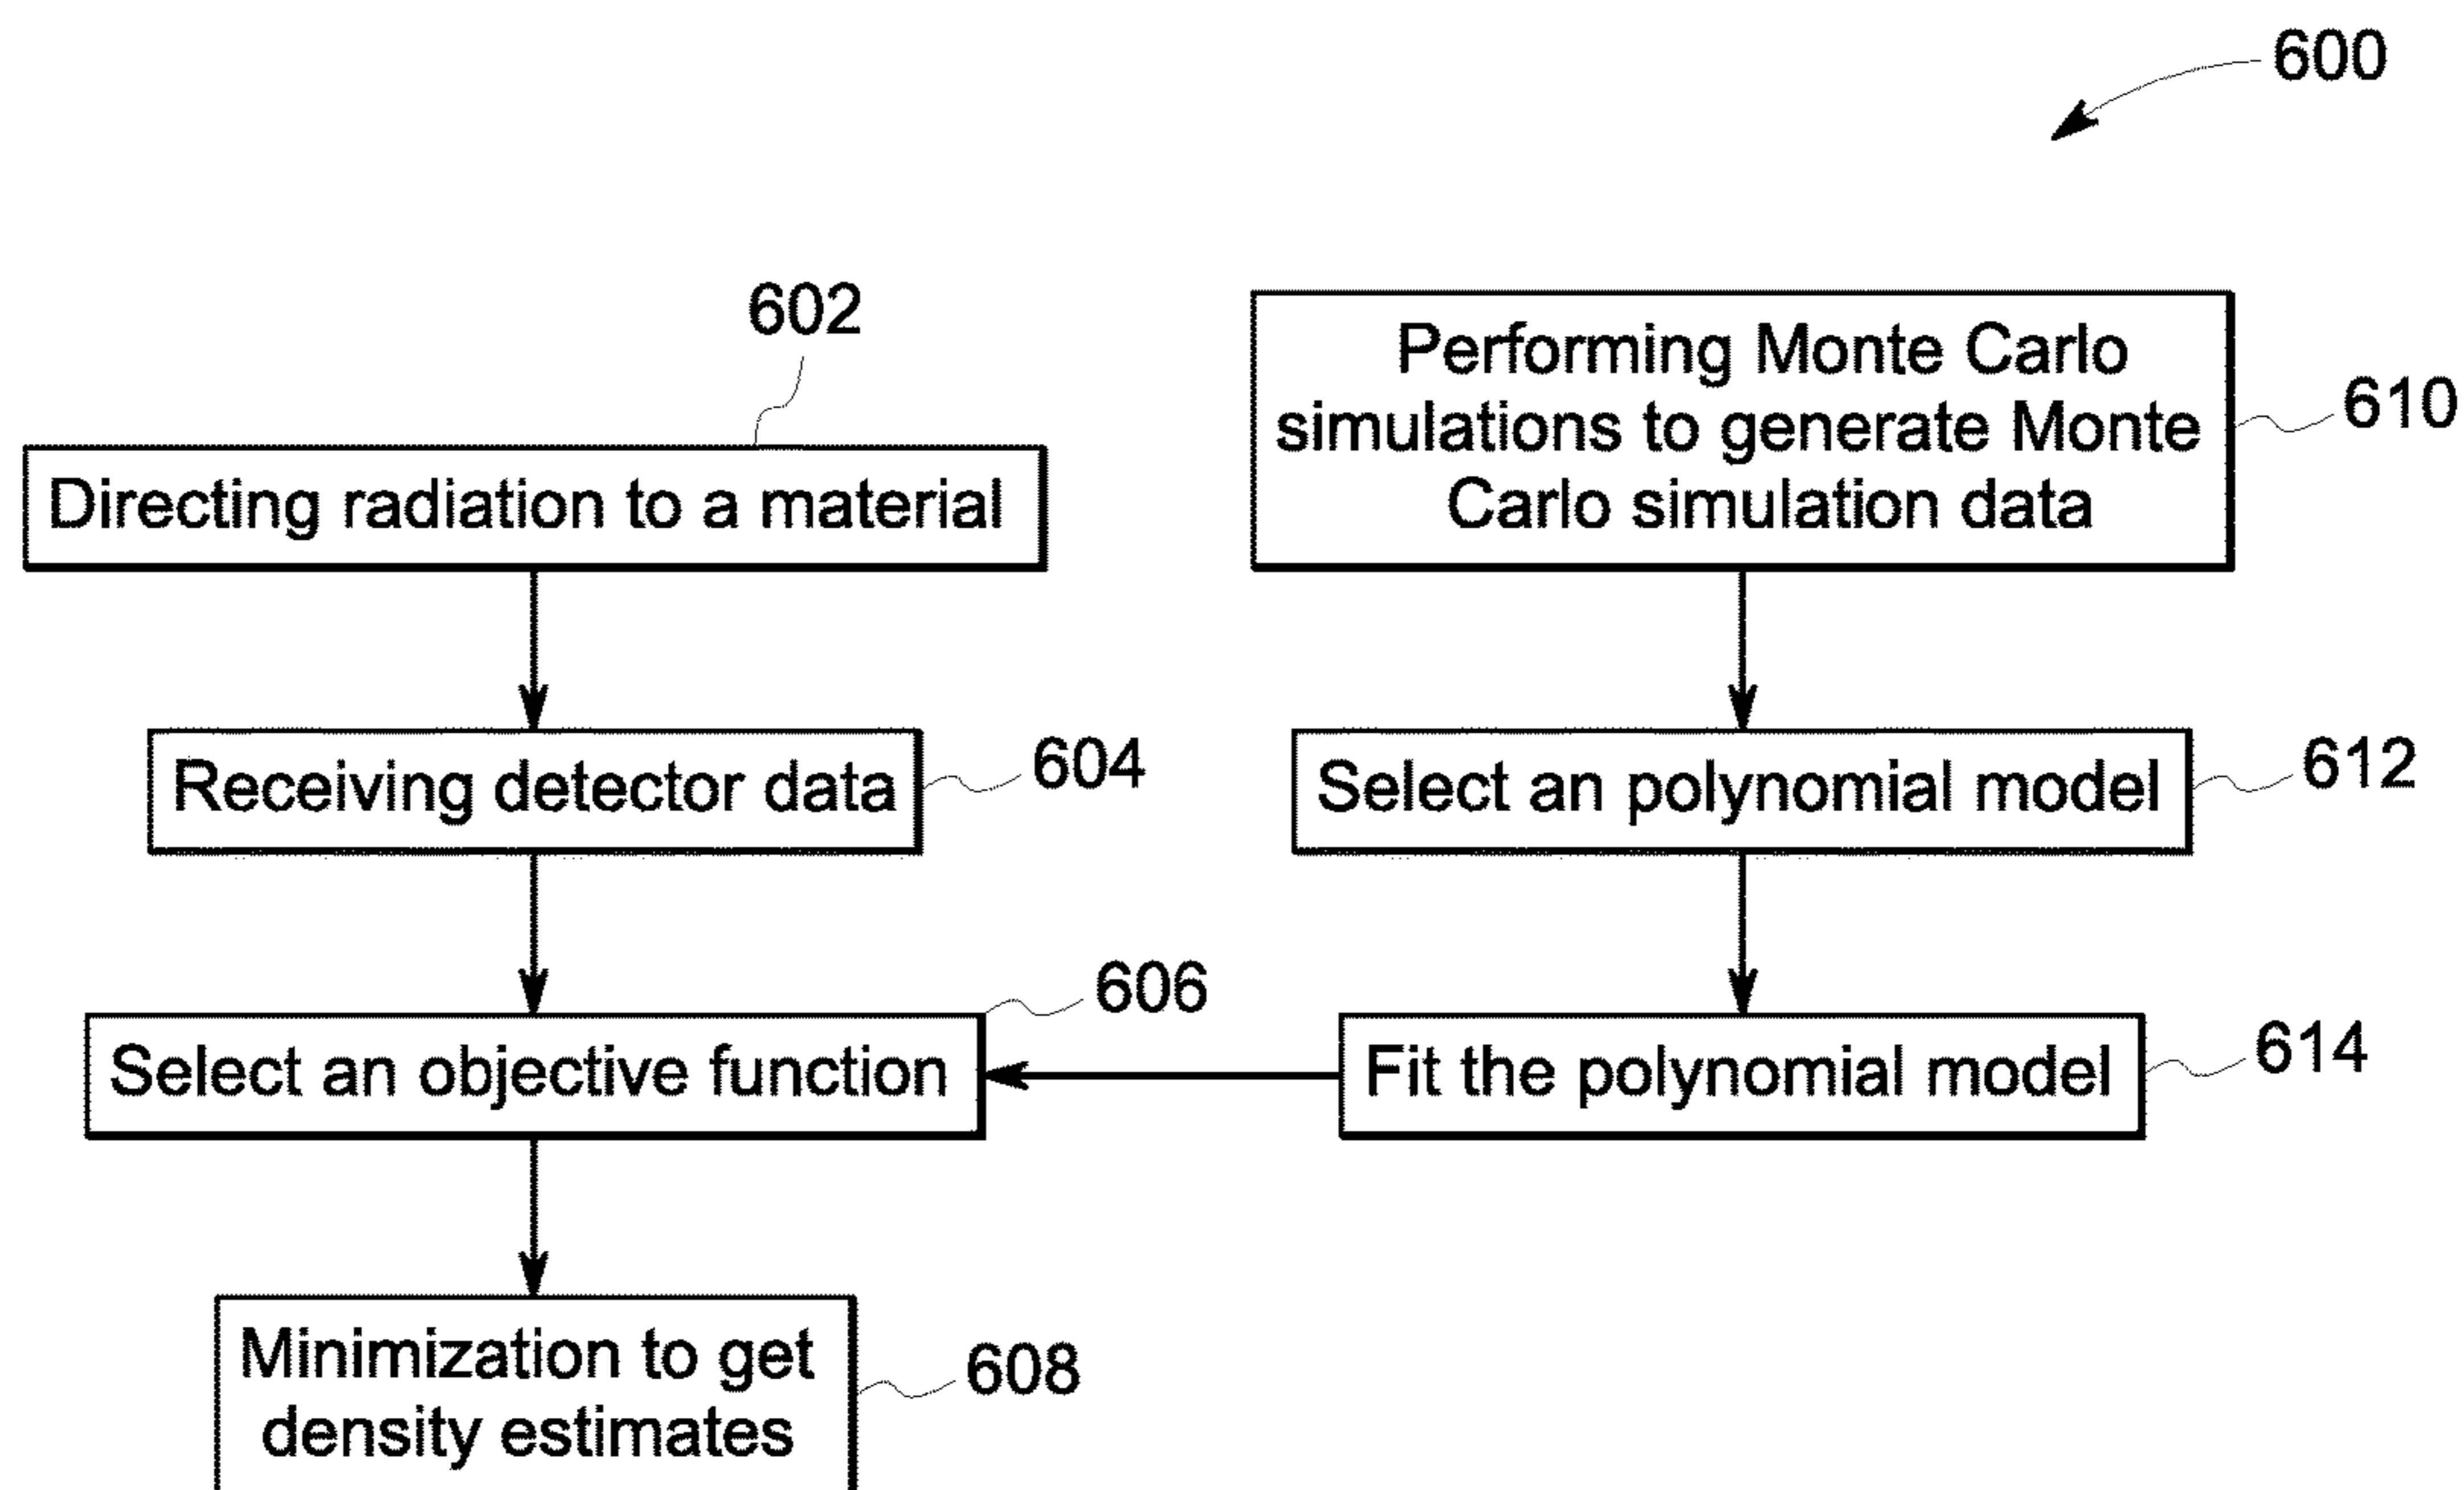 600
602
Directing radiation to a material
Performing Monte Carlo
simulations to generate Monte
Carlo simulation data
610
Receiving detector data
604
Select an polynomial model
612
606
Select an objective function
Fit the polynomial model
614
Minimization to get
density estimates
608